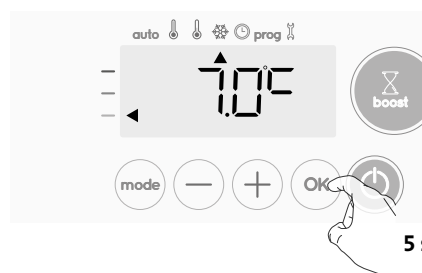 auto prog
7.0°C
boost
mode − + OK
5 s